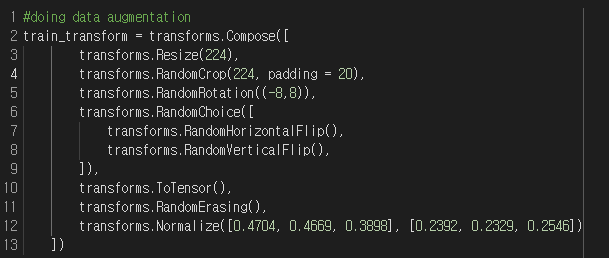 1 #doing data augmentation
2 train_transform = transforms.Compose([
3 transforms.Resize(224),
4 transforms.RandomCrop(224, padding = 20),
5 transforms.RandomRotation((-8,8)),
6 transforms.RandomChoice([
7 transforms.RandomHorizontalFlip(),
8 transforms.RandomVerticalFlip(),
9 ]),
10 transforms.ToTensor(),
11 transforms.RandomErasing(),
12 transforms.Normalize([0.4704, 0.4669, 0.3898], [0.2392, 0.2329, 0.2546])
13 ])